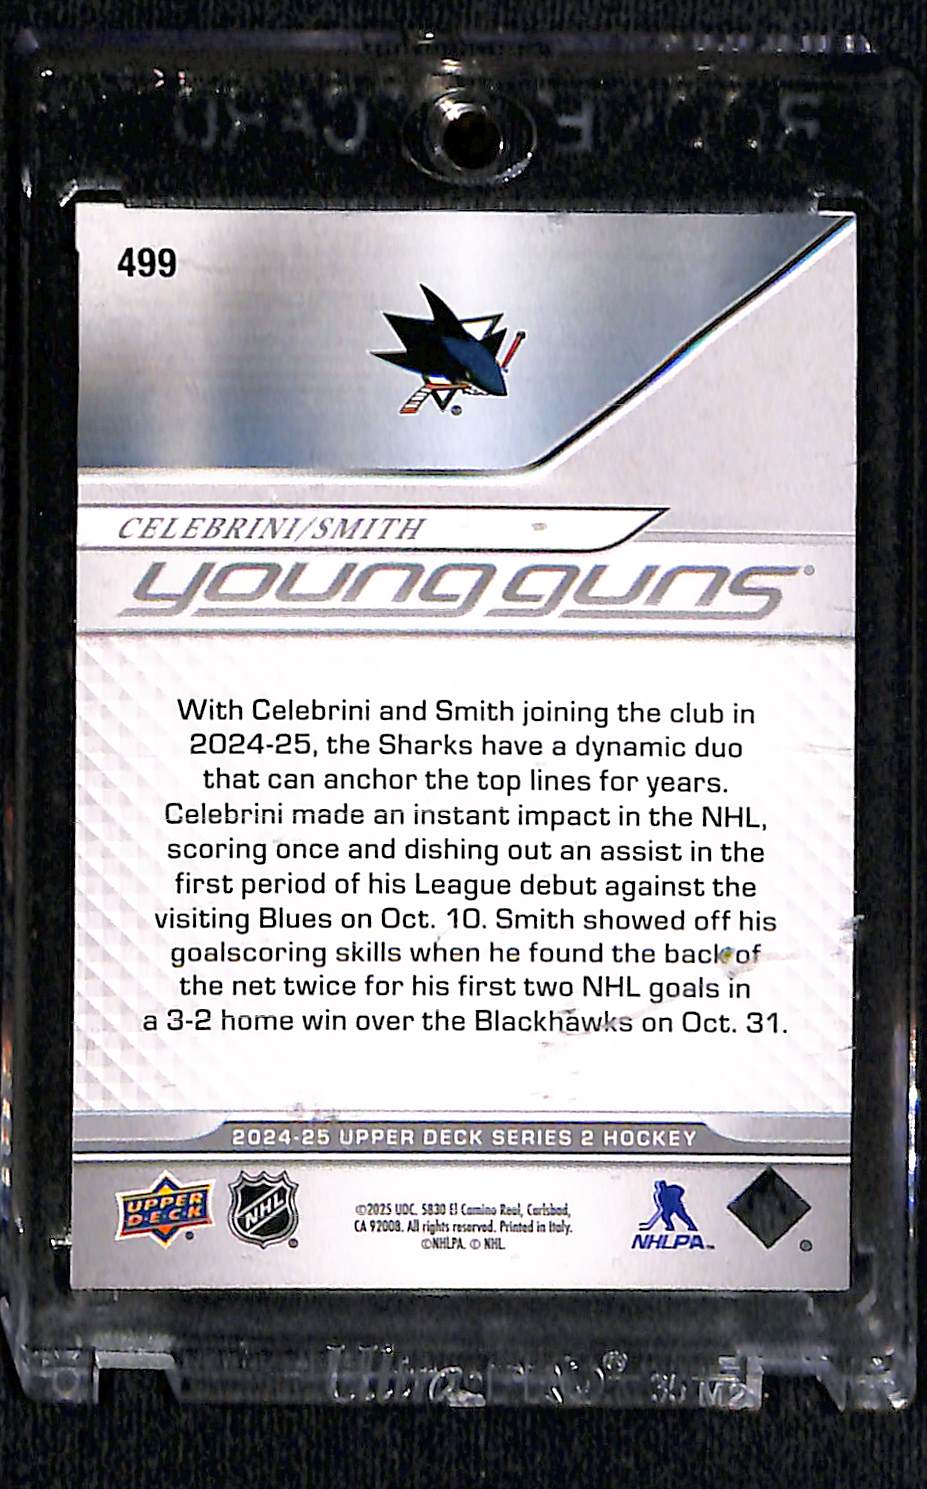 499
CELEBRINI/SMITH
young guns
With Celebrini and Smith joining the club in
2024-25, the Sharks have a dynamic duo
that can anchor the top lines for years.
Celebrini made an instant impact in the NHL,
scoring once and dishing out an assist in the
first period of his League debut against the
visiting Blues on Oct. 10. Smith showed off his
goalscoring skills when he found the back of
the net twice for his first two NHL goals in
a 3-2 home win over the Blackhawks on Oct. 31.
2024-25 UPPER DECK SERIES 2 HOCKEY
UPPER
DECK
NHL
©2025 UDC. 5830 El Camino Real, Carlsbad,
CA 92008. All rights reserved. Printed in Italy.
©NHLPA. © NHL.
NHLPA™